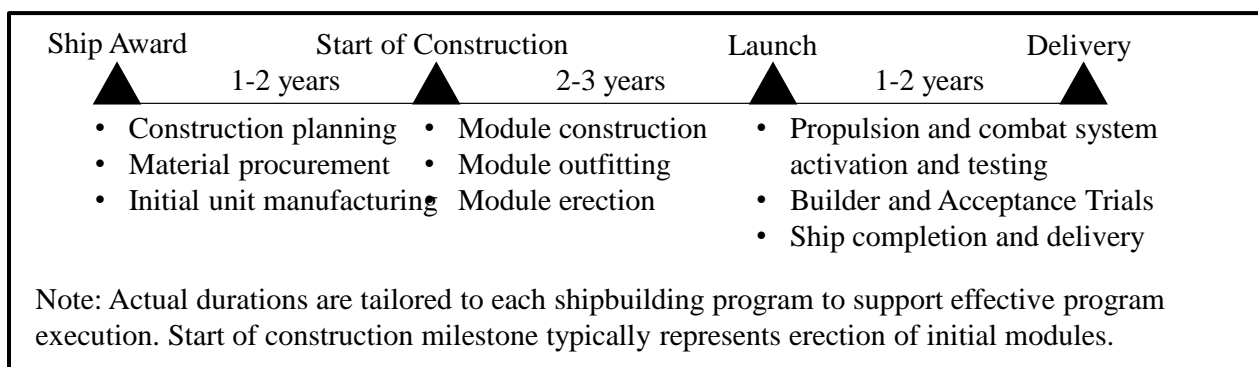 Ship Award Start of Construction Launch Delivery
1-2 years 2-3 years 1-2 years
• Construction planning
• Material procurement
• Initial unit manufacturing
• Module construction
• Module outfitting
• Module erection
• Propulsion and combat system
activation and testing
• Builder and Acceptance Trials
• Ship completion and delivery
Note: Actual durations are tailored to each shipbuilding program to support effective program
execution. Start of construction milestone typically represents erection of initial modules.